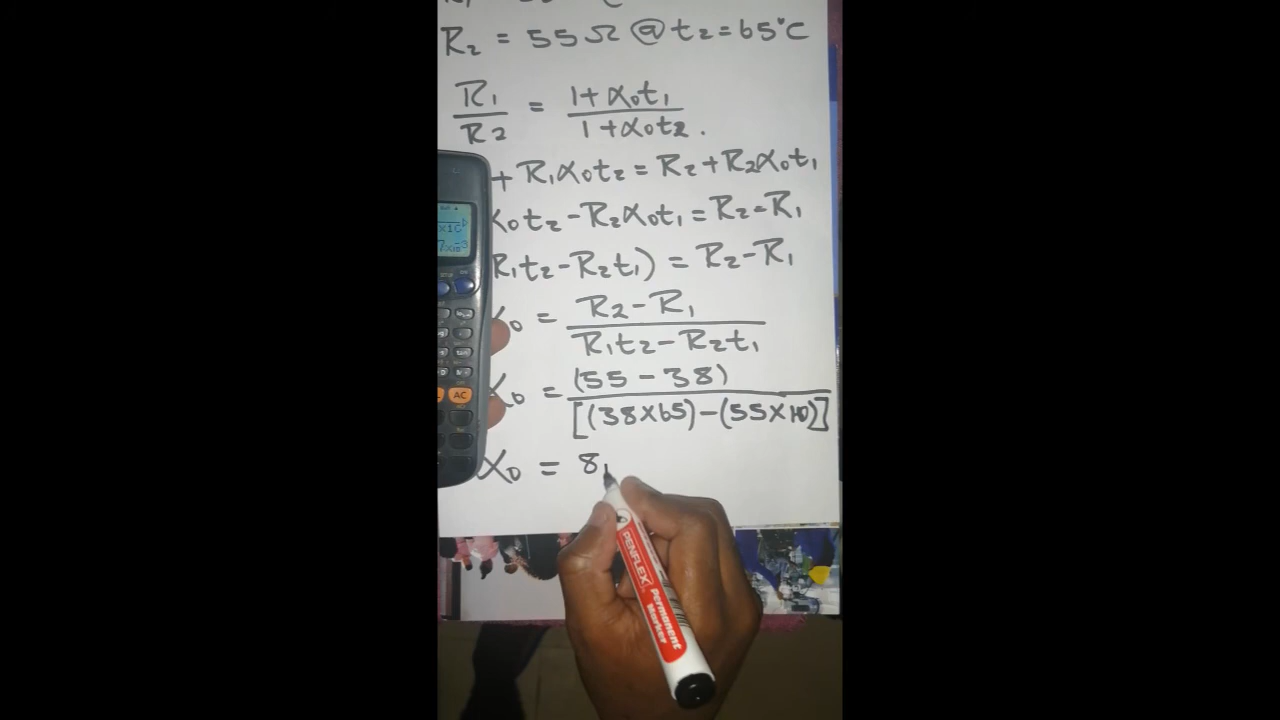 R₂ = 55Ω @ t₂ = 65°C
R₁/R₂ = 1+α₀t₁/1+α₀t₂.
+ R₁α₀t₂ = R₂ + R₂α₀t₁
α₀t₂ - R₂α₀t₁ = R₂ - R₁
R₁t₂ - R₂t₁) = R₂ - R₁
α₀ = R₂ - R₁/R₁t₂ - R₂t₁
α₀ = (55 - 38)/[(38×65) - (55×10)]
α₀ = 8,
AC
PENFLEX
Permanent
Marker